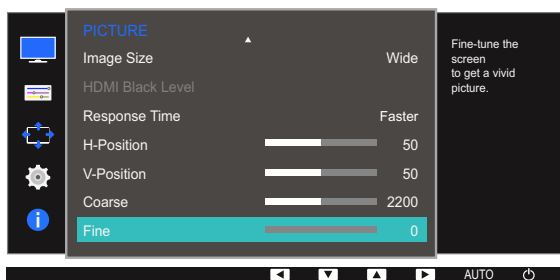 PICTURE
Image Size Wide
HDMI Black Level
Response Time Faster
H-Position 50
V-Position 50
Coarse 2200
Fine 0
Fine-tune the
screen
to get a vivid
picture.
AUTO